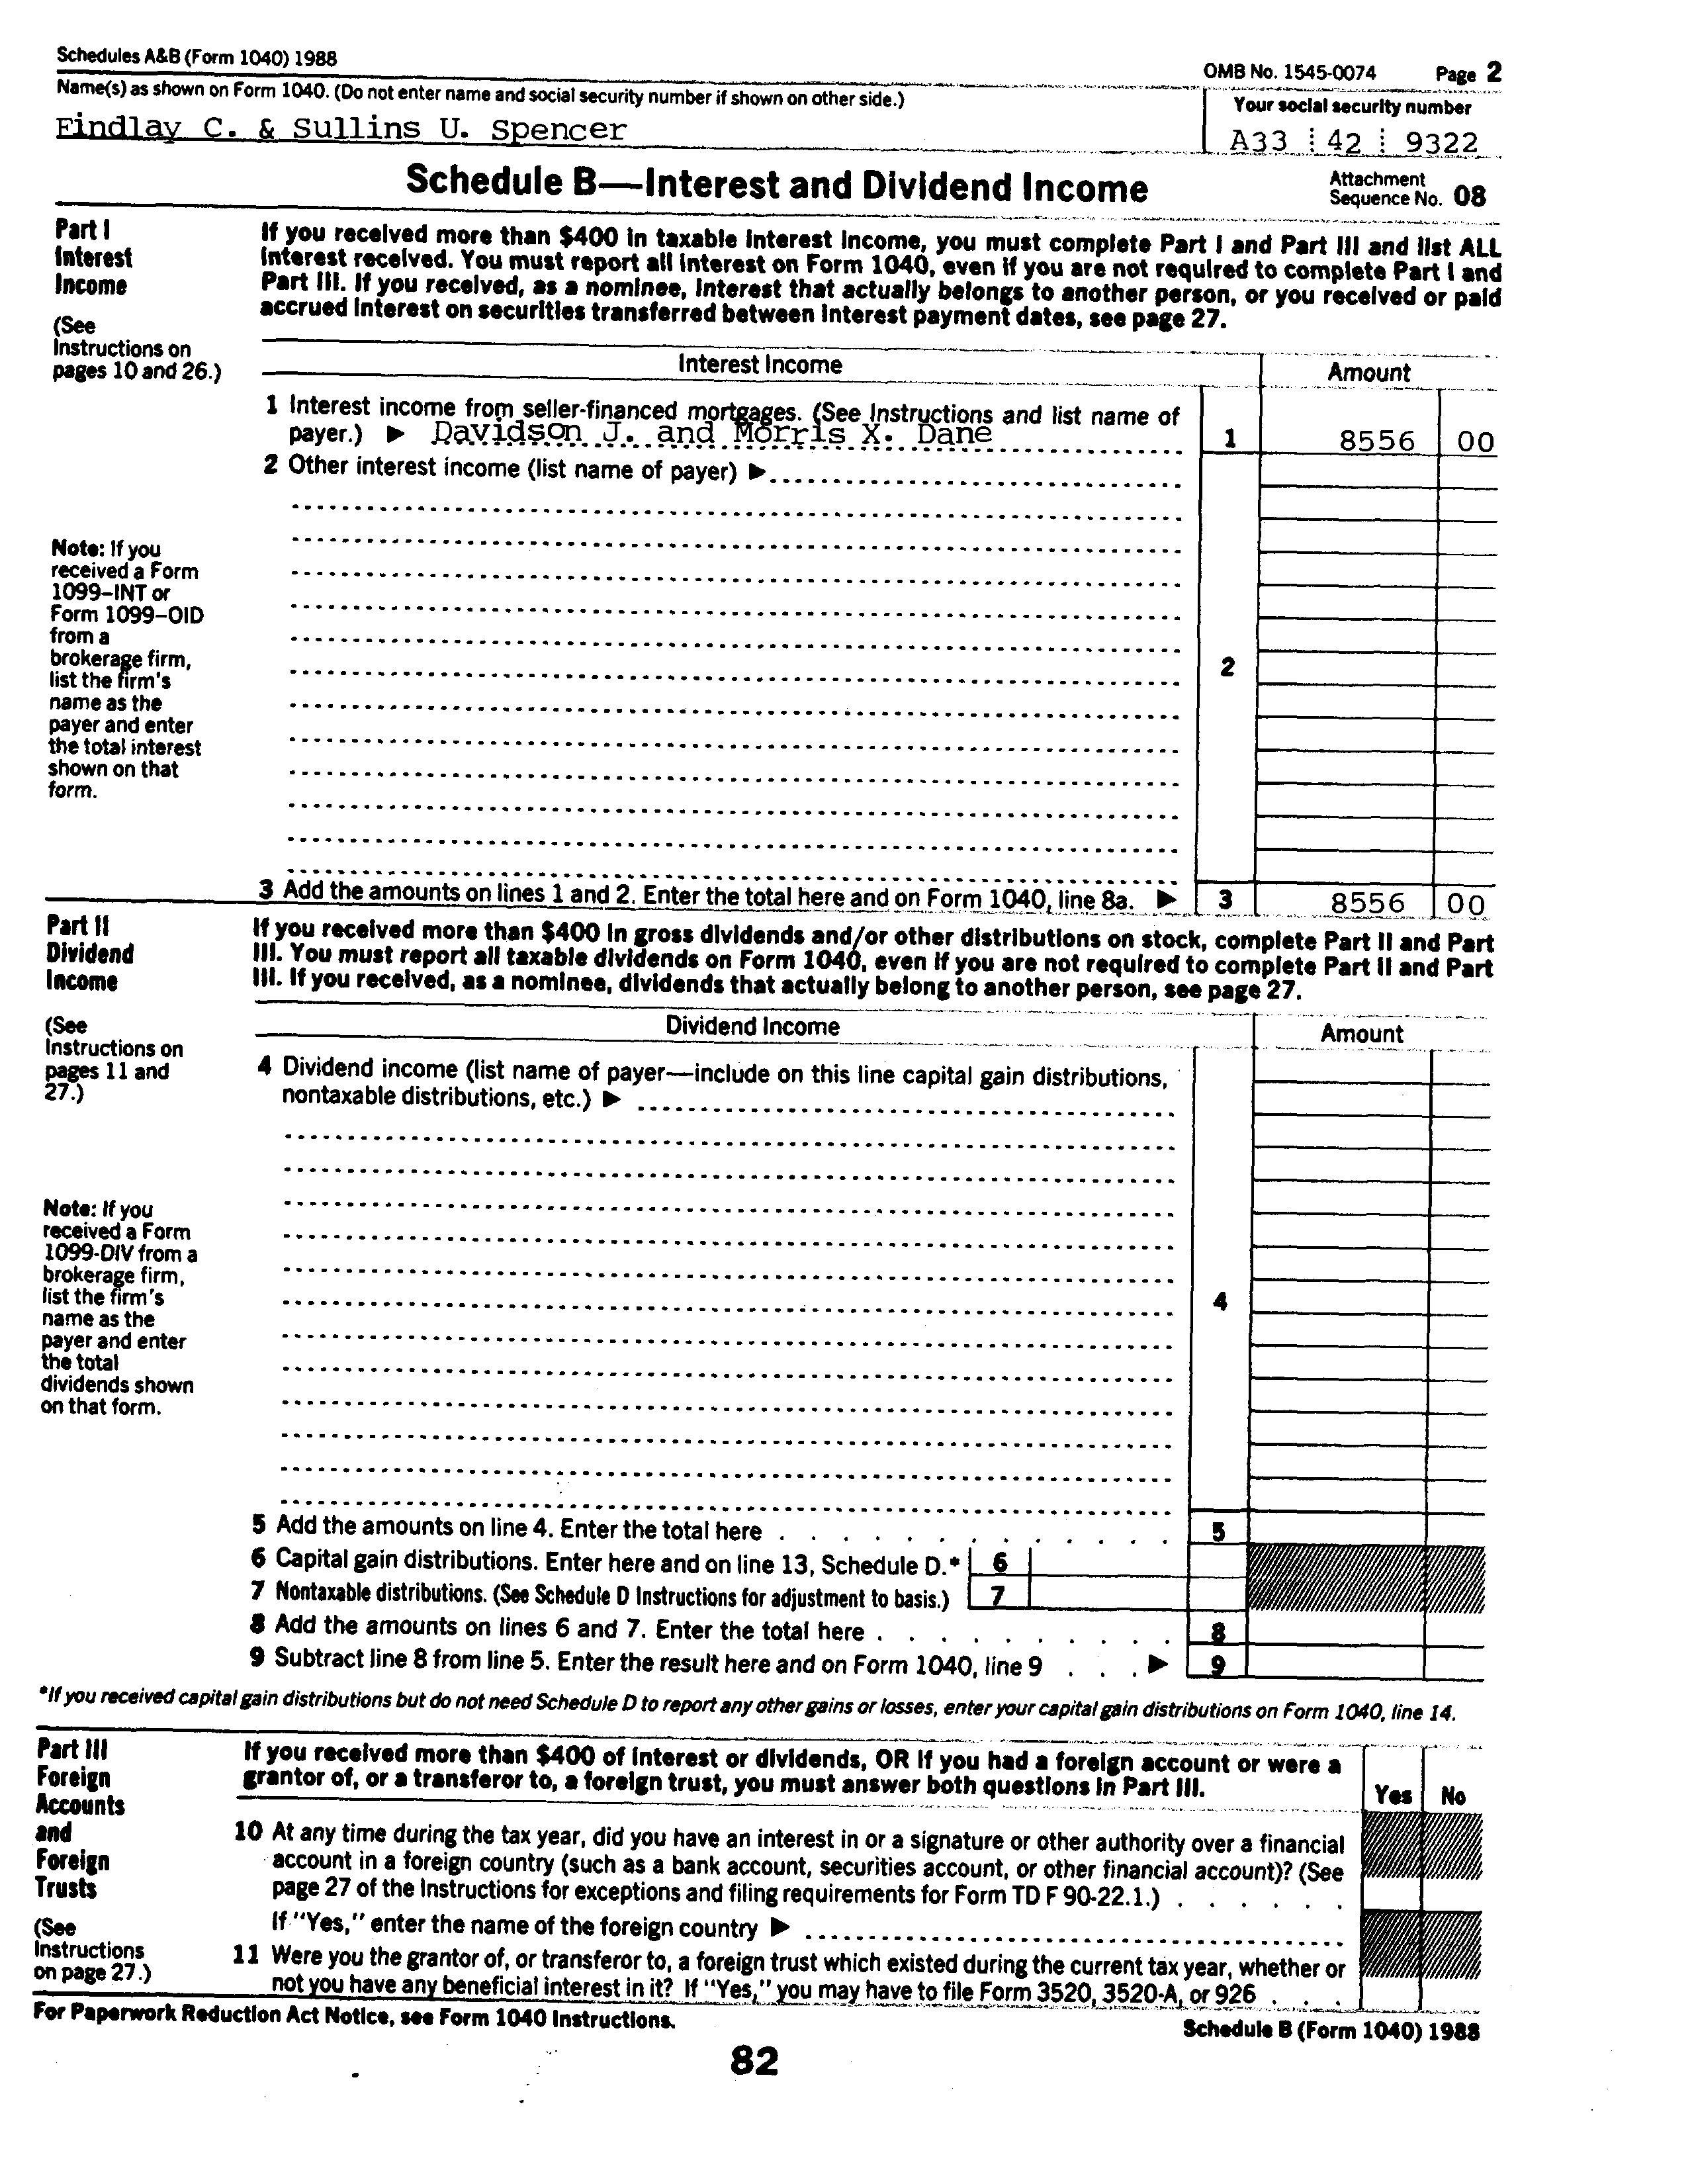 Schedules A&B (Form 1040) 1988
OMB No. 1545-0074 Page 2
Name(s) as shown on Form 1040. (Do not enter name and social security number if shown on other side.)
Your social security number
Findlay C. & Sullins U. Spencer
A33 42 9322
Schedule B—Interest and Dividend Income
Attachment
Sequence No. 08
Part I
Interest
Income
(See
Instructions on
pages 10 and 26.)
If you received more than $400 in taxable interest income, you must complete Part I and Part III and list ALL
interest received. You must report all interest on Form 1040, even if you are not required to complete Part I and
Part III. If you received, as a nominee, interest that actually belongs to another person, or you received or paid
accrued interest on securities transferred between interest payment dates, see page 27.
Interest Income
Amount
1 Interest income from seller-financed mortgages. (See Instructions and list name of
payer.) ▶ Davidson J. and Morris X. Dane
1 8556 00
2 Other interest income (list name of payer) ▶
Note: If you
received a Form
1099–INT or
Form 1099–OID
from a
brokerage firm,
list the firm's
name as the
payer and enter
the total interest
shown on that
form.
2
3 Add the amounts on lines 1 and 2. Enter the total here and on Form 1040, line 8a. ▶ 3 8556 00
Part II
Dividend
Income
(See
Instructions on
pages 11 and
27.)
If you received more than $400 in gross dividends and/or other distributions on stock, complete Part II and Part
III. You must report all taxable dividends on Form 1040, even if you are not required to complete Part II and Part
III. If you received, as a nominee, dividends that actually belong to another person, see page 27.
Dividend Income
Amount
4 Dividend income (list name of payer—include on this line capital gain distributions,
nontaxable distributions, etc.) ▶
Note: If you
received a Form
1099-DIV from a
brokerage firm,
list the firm's
name as the
payer and enter
the total
dividends shown
on that form.
4
5 Add the amounts on line 4. Enter the total here . . . . . . . . . . . . 5
6 Capital gain distributions. Enter here and on line 13, Schedule D.* 6
7 Nontaxable distributions. (See Schedule D Instructions for adjustment to basis.) 7
8 Add the amounts on lines 6 and 7. Enter the total here . . . . . . . . . . 8
9 Subtract line 8 from line 5. Enter the result here and on Form 1040, line 9 . . . ▶ 9
*If you received capital gain distributions but do not need Schedule D to report any other gains or losses, enter your capital gain distributions on Form 1040, line 14.
Part III
Foreign
Accounts
and
Foreign
Trusts
(See
Instructions
on page 27.)
If you received more than $400 of interest or dividends, OR if you had a foreign account or were a
grantor of, or a transferor to, a foreign trust, you must answer both questions in Part III.
Yes No
10 At any time during the tax year, did you have an interest in or a signature or other authority over a financial
account in a foreign country (such as a bank account, securities account, or other financial account)? (See
page 27 of the Instructions for exceptions and filing requirements for Form TD F 90-22.1.) . . . . . .
If "Yes," enter the name of the foreign country ▶
11 Were you the grantor of, or transferor to, a foreign trust which existed during the current tax year, whether or
not you have any beneficial interest in it? If "Yes," you may have to file Form 3520, 3520-A, or 926 . . .
For Paperwork Reduction Act Notice, see Form 1040 Instructions.
Schedule B (Form 1040) 1988
82